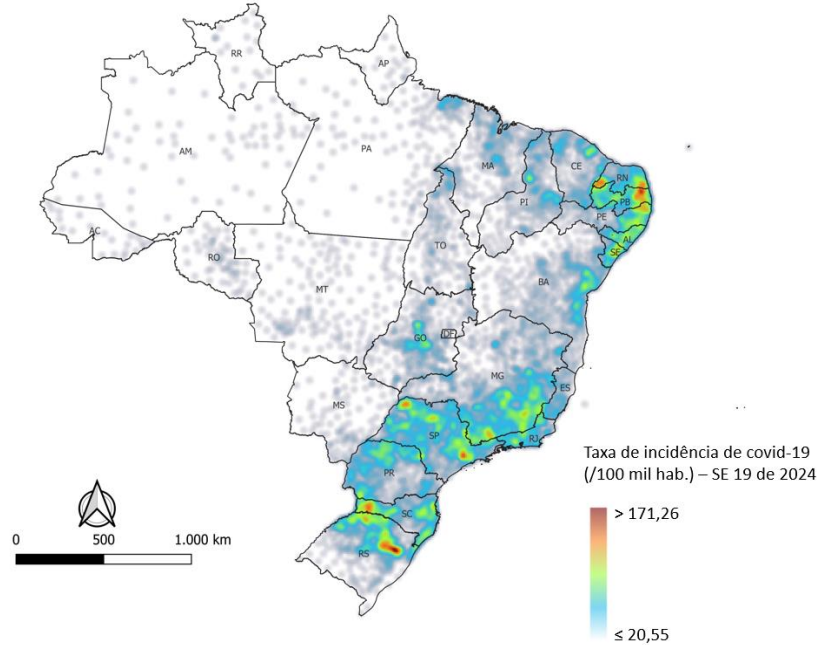 RR
AP
AM
PA
MA
CE
RN
PB
PI
PE
AC
AL
SE
TO
RO
BA
MT
GO
DF
MG
ES
MS
SP
RJ
PR
SC
RS
Taxa de incidência de covid-19
(/100 mil hab.) – SE 19 de 2024
> 171,26
≤ 20,55
0 500 1.000 km